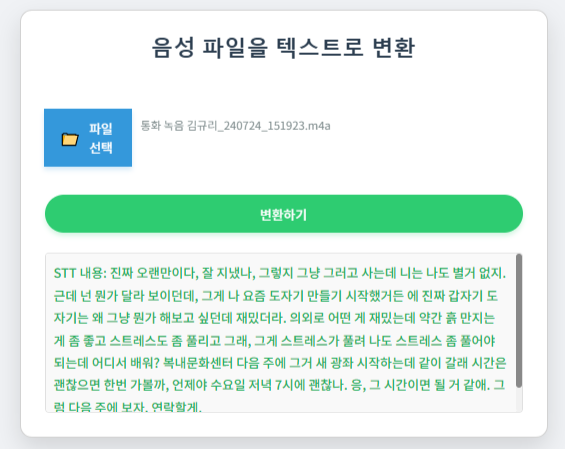 음성 파일을 텍스트로 변환
파일
선택
통화 녹음 김규리_240724_151923.m4a
변환하기
STT 내용: 진짜 오랜만이다, 잘 지냈나, 그렇지 그냥 그러고 사는데 니는 나도 별거 없지.
근데 넌 뭔가 달라 보이던데, 그게 나 요즘 도자기 만들기 시작했거든 에 진짜 갑자기 도
자기는 왜 그냥 뭔가 해보고 싶던데 재밌더라. 의외로 어떤 게 재밌는데 약간 흙 만지는
게 좀 좋고 스트레스도 좀 풀리고 그래, 그게 스트레스가 풀려 나도 스트레스 좀 풀어야
되는데 어디서 배워? 복내문화센터 다음 주에 그거 새 광좌 시작하는데 같이 갈래 시간은
괜찮으면 한번 가볼까, 언제야 수요일 저녁 7시에 괜찮나. 응, 그 시간이면 될 거 같애. 그
럼 다음 주에 보자. 연락할게.